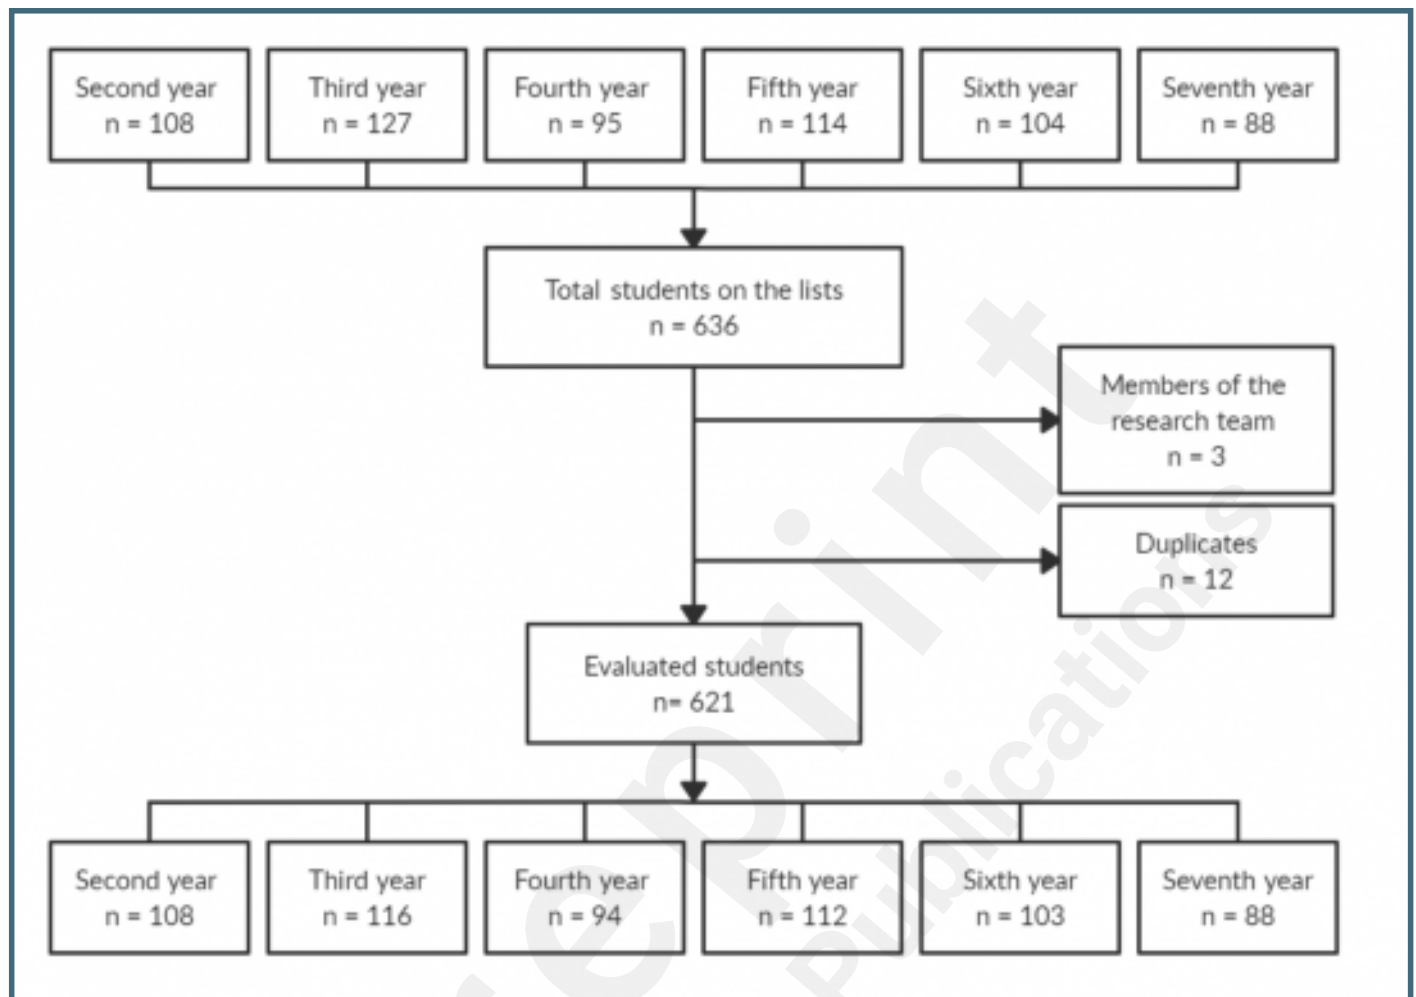 Second year
n = 108
Third year
n = 127
Fourth year
n = 95
Fifth year
n = 114
Sixth year
n = 104
Seventh year
n = 88
Total students on the lists
n = 636
Members of the
research team
n = 3
Duplicates
n = 12
Evaluated students
n= 621
Second year
n = 108
Third year
n = 116
Fourth year
n = 94
Fifth year
n = 112
Sixth year
n = 103
Seventh year
n = 88
eprint
Publications